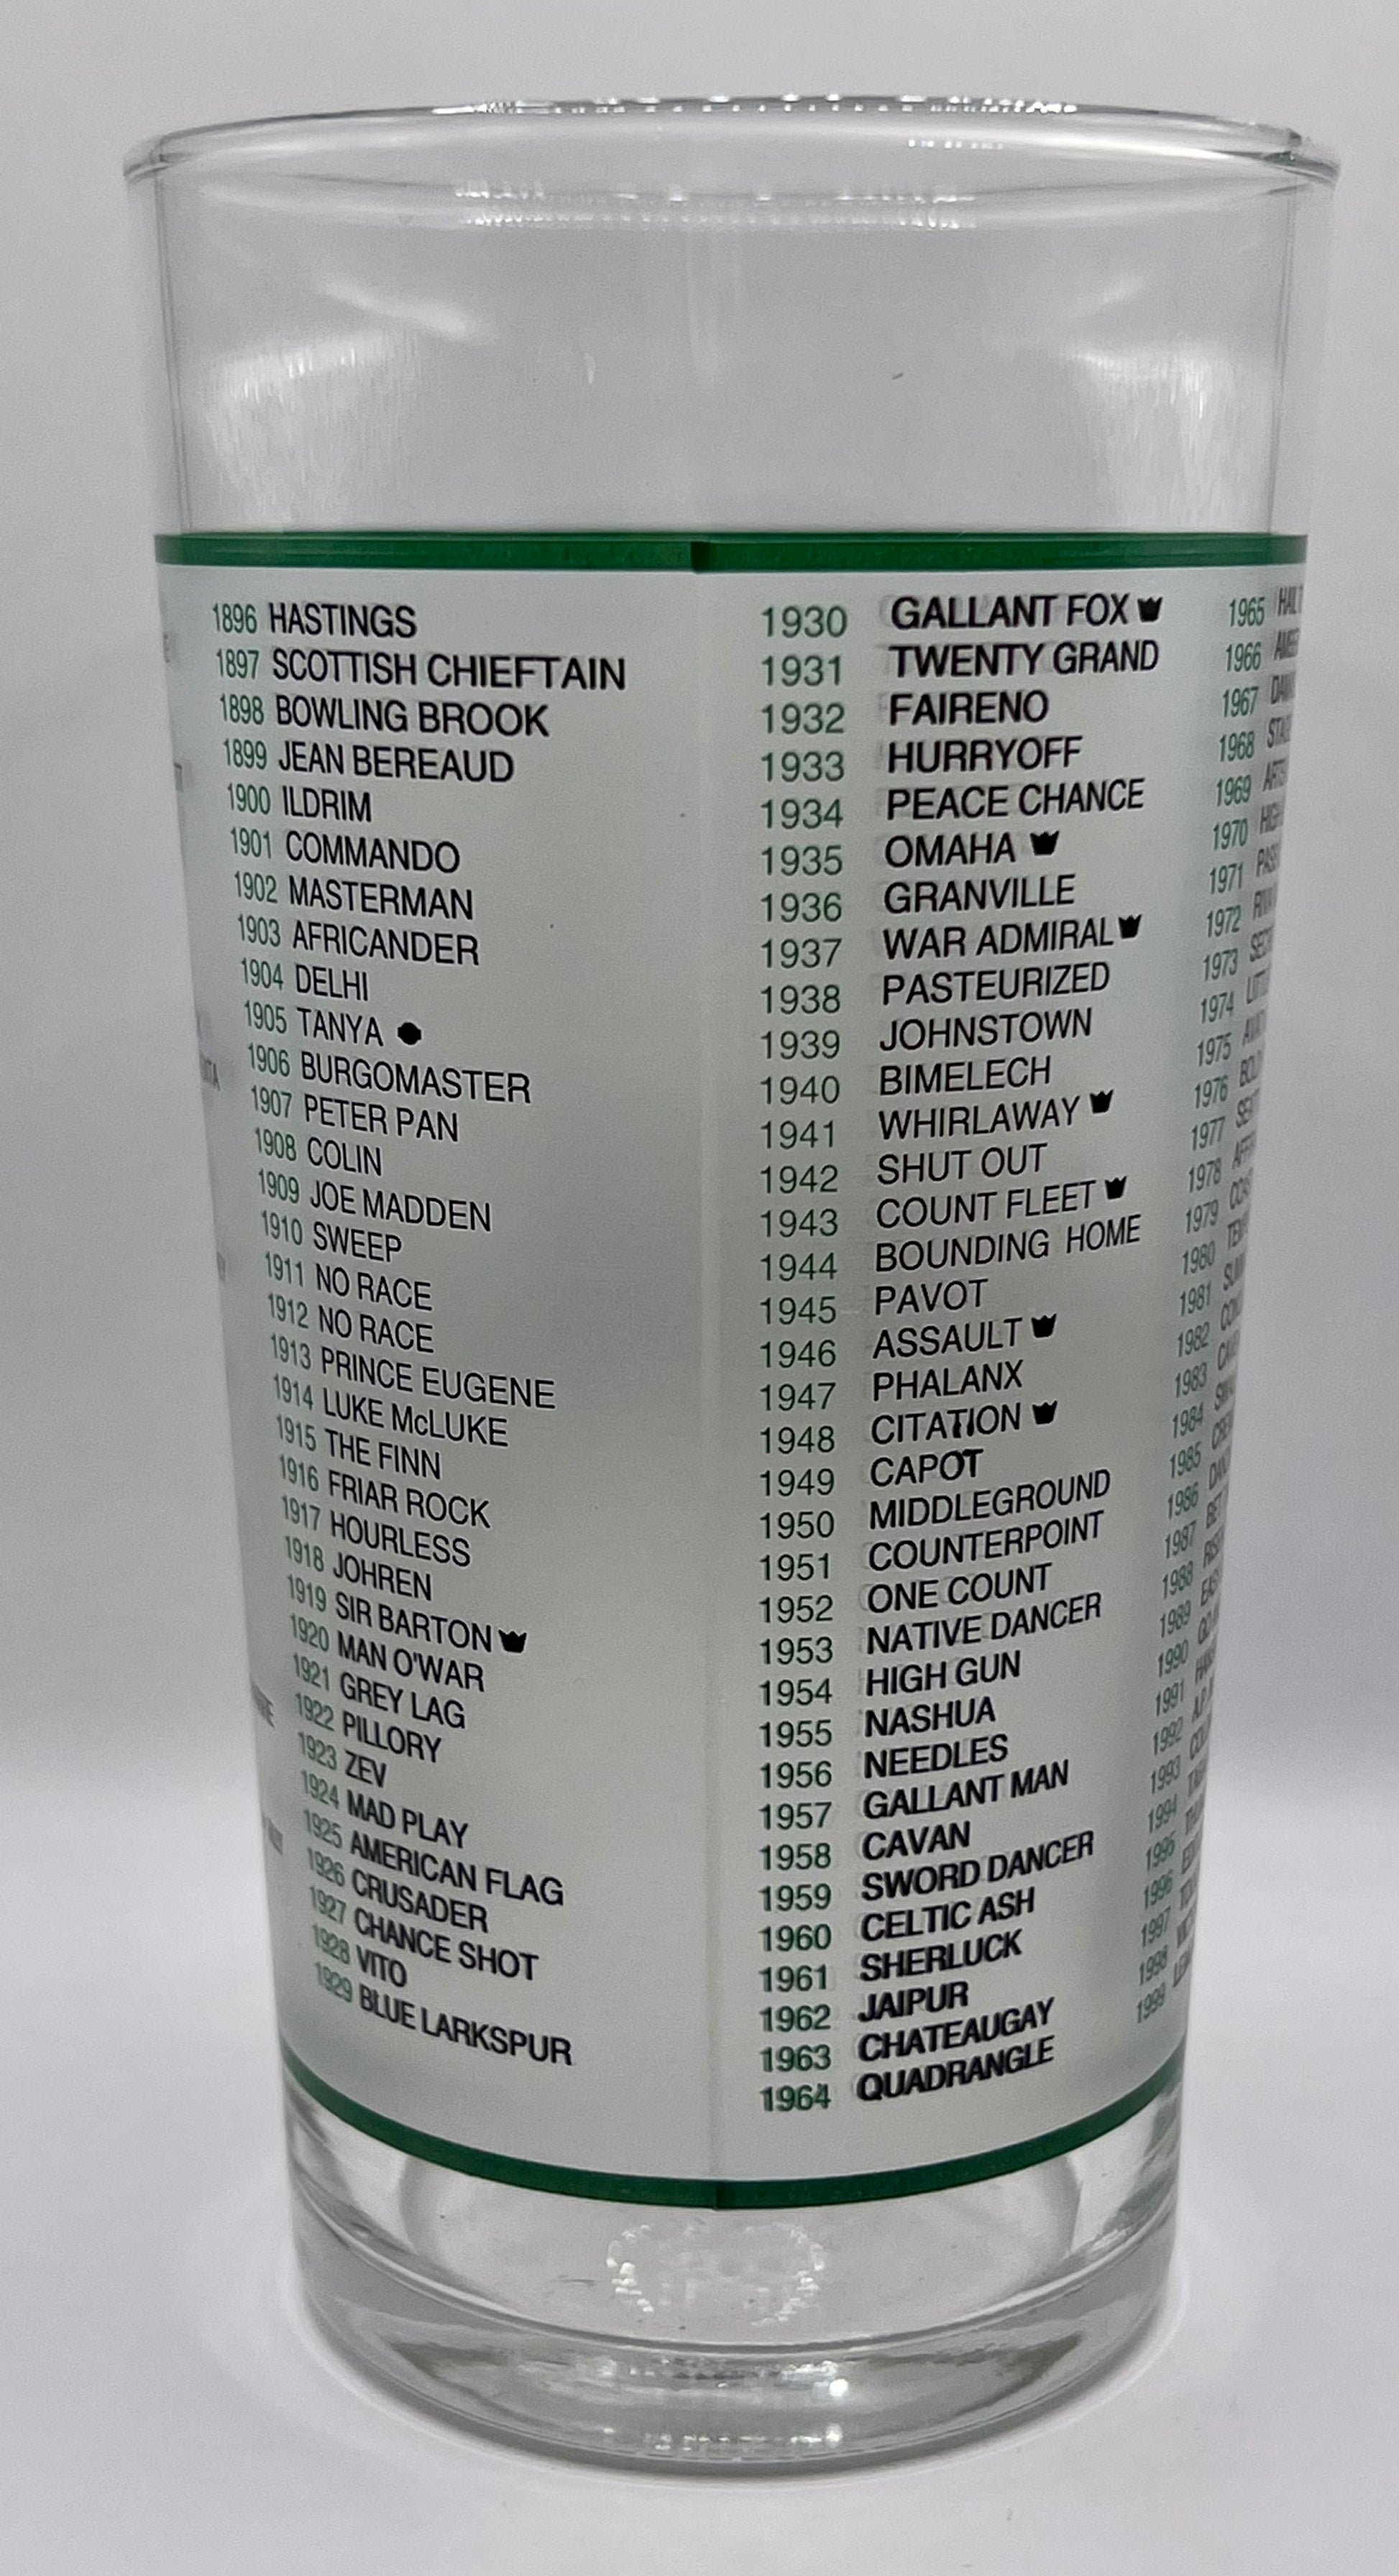 1896 HASTINGS
1897 SCOTTISH CHIEFTAIN
1898 BOWLING BROOK
1899 JEAN BEREAUD
1900 ILDRIM
1901 COMMANDO
1902 MASTERMAN
1903 AFRICANDER
1904 DELHI
1905 TANYA
1906 BURGOMASTER
1907 PETER PAN
1908 COLIN
1909 JOE MADDEN
1910 SWEEP
1911 NO RACE
1912 NO RACE
1913 PRINCE EUGENE
1914 LUKE McLUKE
1915 THE FINN
1916 FRIAR ROCK
1917 HOURLESS
1918 JOHREN
1919 SIR BARTON
1920 MAN O'WAR
1921 GREY LAG
1922 PILLORY
1923 ZEV
1924 MAD PLAY
1925 AMERICAN FLAG
1926 CRUSADER
1927 CHANCE SHOT
1928 VITO
1929 BLUE LARKSPUR
1930 GALLANT FOX
1931 TWENTY GRAND
1932 FAIRENO
1933 HURRYOFF
1934 PEACE CHANCE
1935 OMAHA
1936 GRANVILLE
1937 WAR ADMIRAL
1938 PASTEURIZED
1939 JOHNSTOWN
1940 BIMELECH
1941 WHIRLAWAY
1942 SHUT OUT
1943 COUNT FLEET
1944 BOUNDING HOME
1945 PAVOT
1946 ASSAULT
1947 PHALANX
1948 CITATION
1949 CAPOT
1950 MIDDLEGROUND
1951 COUNTERPOINT
1952 ONE COUNT
1953 NATIVE DANCER
1954 HIGH GUN
1955 NASHUA
1956 NEEDLES
1957 GALLANT MAN
1958 CAVAN
1959 SWORD DANCER
1960 CELTIC ASH
1961 SHERLUCK
1962 JAIPUR
1963 CHATEAUGAY
1964 QUADRANGLE
1965
1966
1967
1968
1969
1970
1971
1972
1973
1974
1975
1976
1977
1978
1979
1980
1981
1982
1983
1984
1985
1986
1987
1988
1989
1990
1991
1992
1993
1994
1995
1996
1997
1998
1999